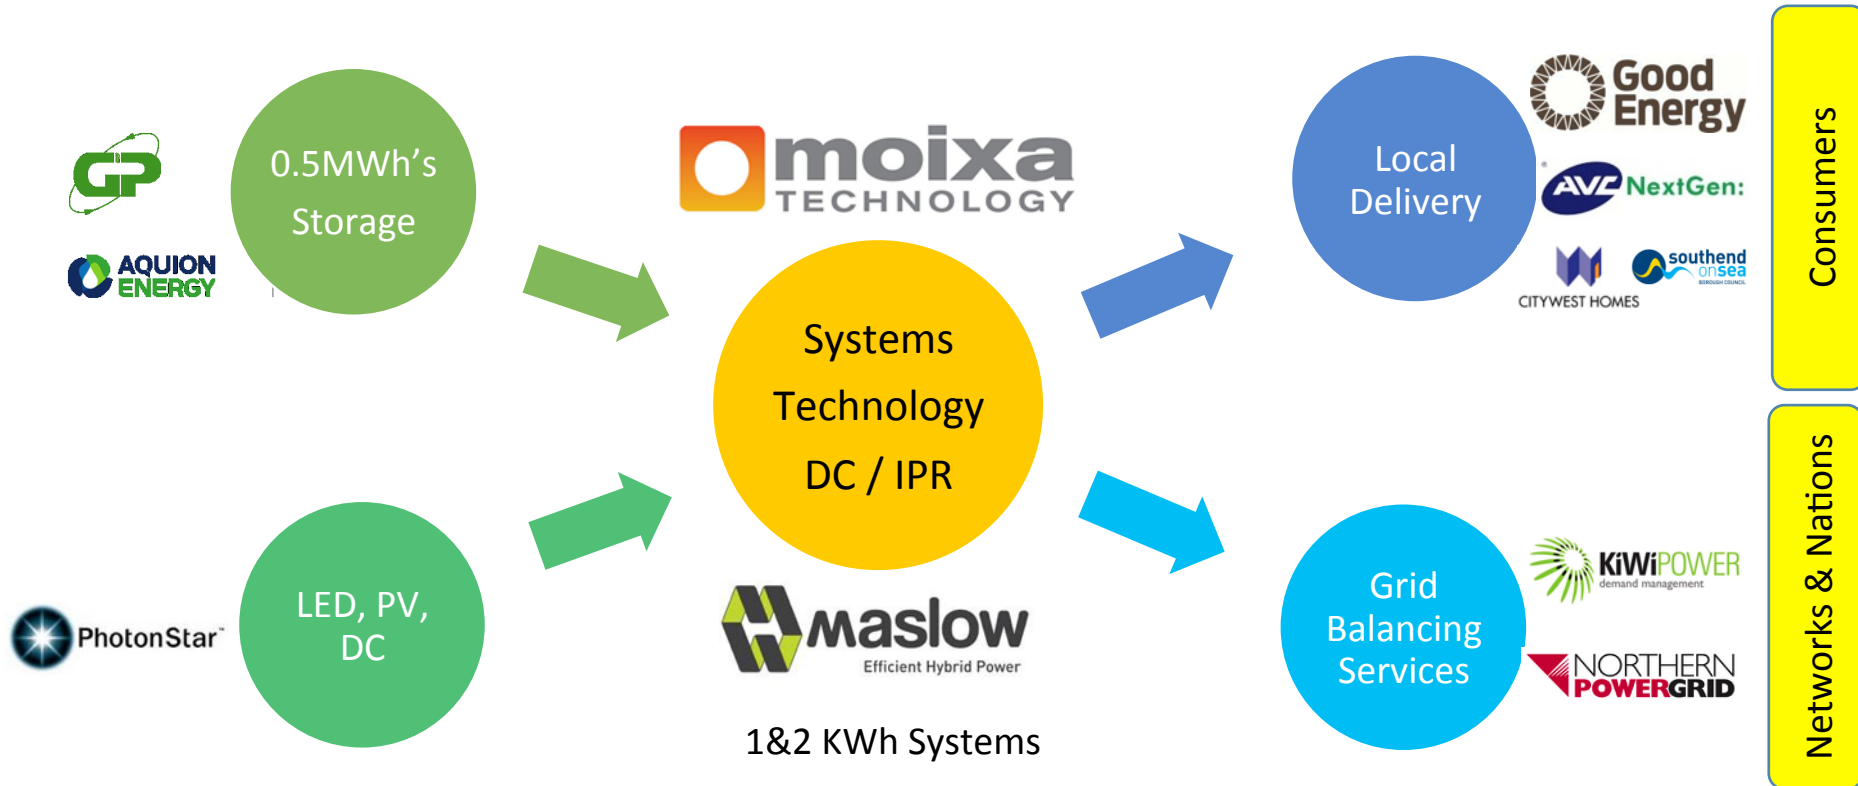 GP
AQUION
ENERGY
0.5MWh's
Storage
PhotonStar™
LED, PV,
DC
moixa
TECHNOLOGY
Systems
Technology
DC / IPR
maslow
Efficient Hybrid Power
1&2 KWh Systems
Local
Delivery
Good
Energy
AVC NextGen:
CITYWEST HOMES
southend
onsea
BOROUGH COUNCIL
Grid
Balancing
Services
KiWiPOWER
demand management
NORTHERN
POWERGRID
Consumers
Networks & Nations